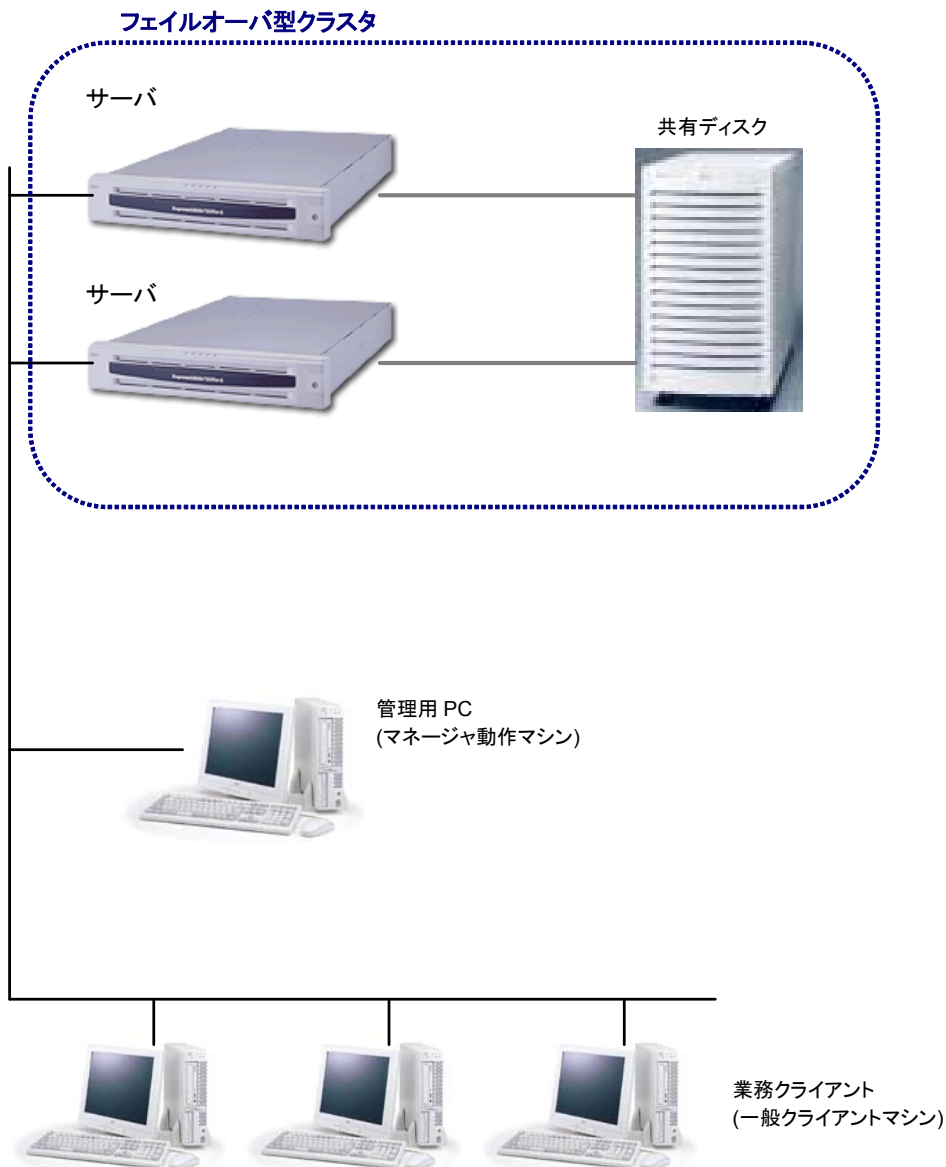 フェイルオーバ型クラスタ
サーバ
共有ディスク
サーバ
管理用 PC
(マネージャ動作マシン)
業務クライアント
(一般クライアントマシン)